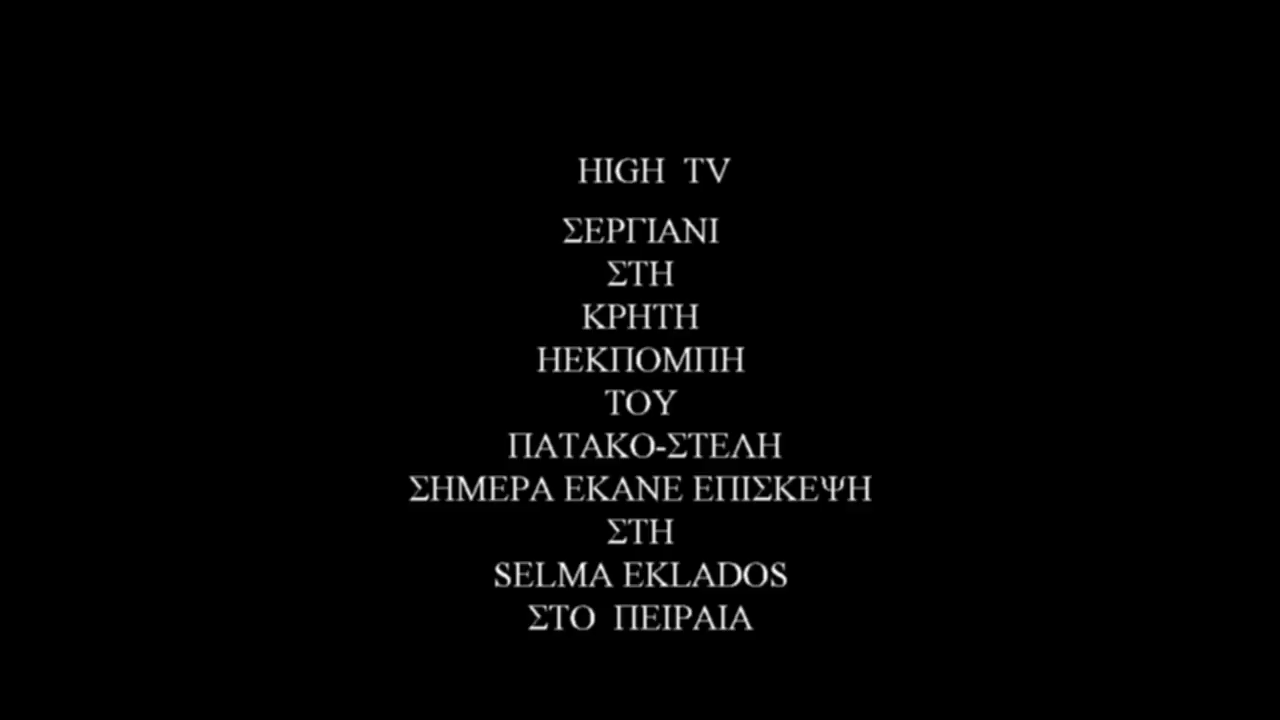 HIGH TV
ΣΕΡΓΙΑΝΙ
ΣΤΗ
ΚΡΗΤΗ
ΗΕΚΠΟΜΠΗ
ΤΟΥ
ΠΑΤΑΚΟ-ΣΤΕΛΗ
ΣΗΜΕΡΑ ΕΚΑΝΕ ΕΠΙΣΚΕΨΗ
ΣΤΗ
SELMA EKLADOS
ΣΤΟ ΠΕΙΡΑΙΑ